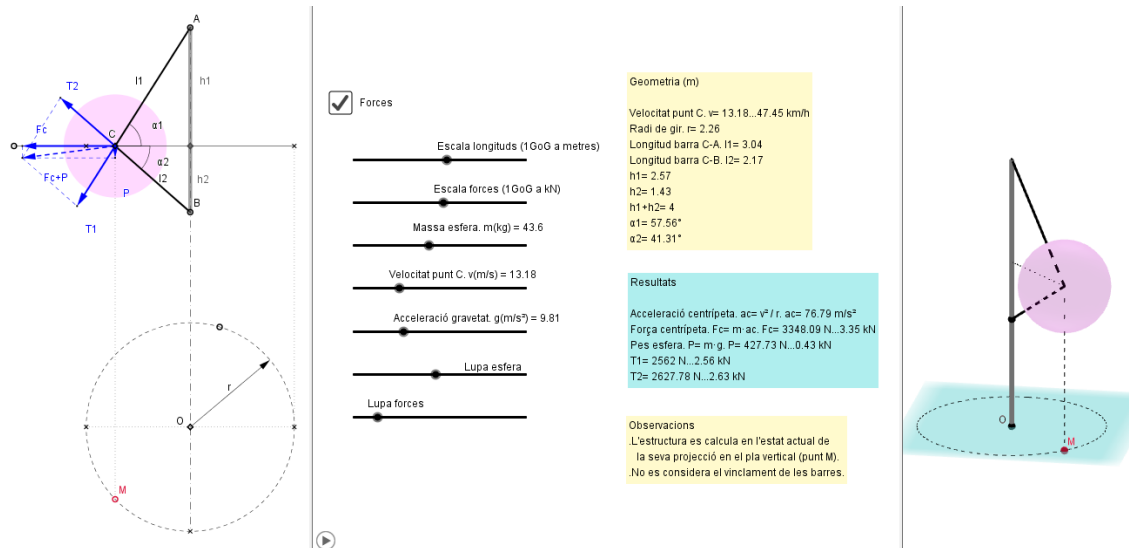 A
T2
l1
h1
Fc
C
α1
α2
l2
h2
Fc+P
P
B
T1
O
r
M
Forces
Escala longituds (1GoG a metres)
Escala forces (1GoG a kN)
Massa esfera. m(kg) = 43.6
Velocitat punt C. v(m/s) = 13.18
Acceleració gravetat. g(m/s²) = 9.81
Lupa esfera
Lupa forces
Geometria (m)
Velocitat punt C. v= 13.18...47.45 km/h
Radi de gir. r= 2.26
Longitud barra C-A. l1= 3.04
Longitud barra C-B. l2= 2.17
h1= 2.57
h2= 1.43
h1+h2= 4
α1= 57.56°
α2= 41.31°
Resultats
Acceleració centrípeta. ac= v² / r. ac= 76.79 m/s²
Força centrípeta. Fc= m·ac. Fc= 3348.09 N...3.35 kN
Pes esfera. P= m·g. P= 427.73 N...0.43 kN
T1= 2562 N...2.56 kN
T2= 2627.78 N...2.63 kN
Observacions
.L'estructura es calcula en l'estat actual de
la seva projecció en el pla vertical (punt M).
.No es considera el vinclament de les barres.
O
M